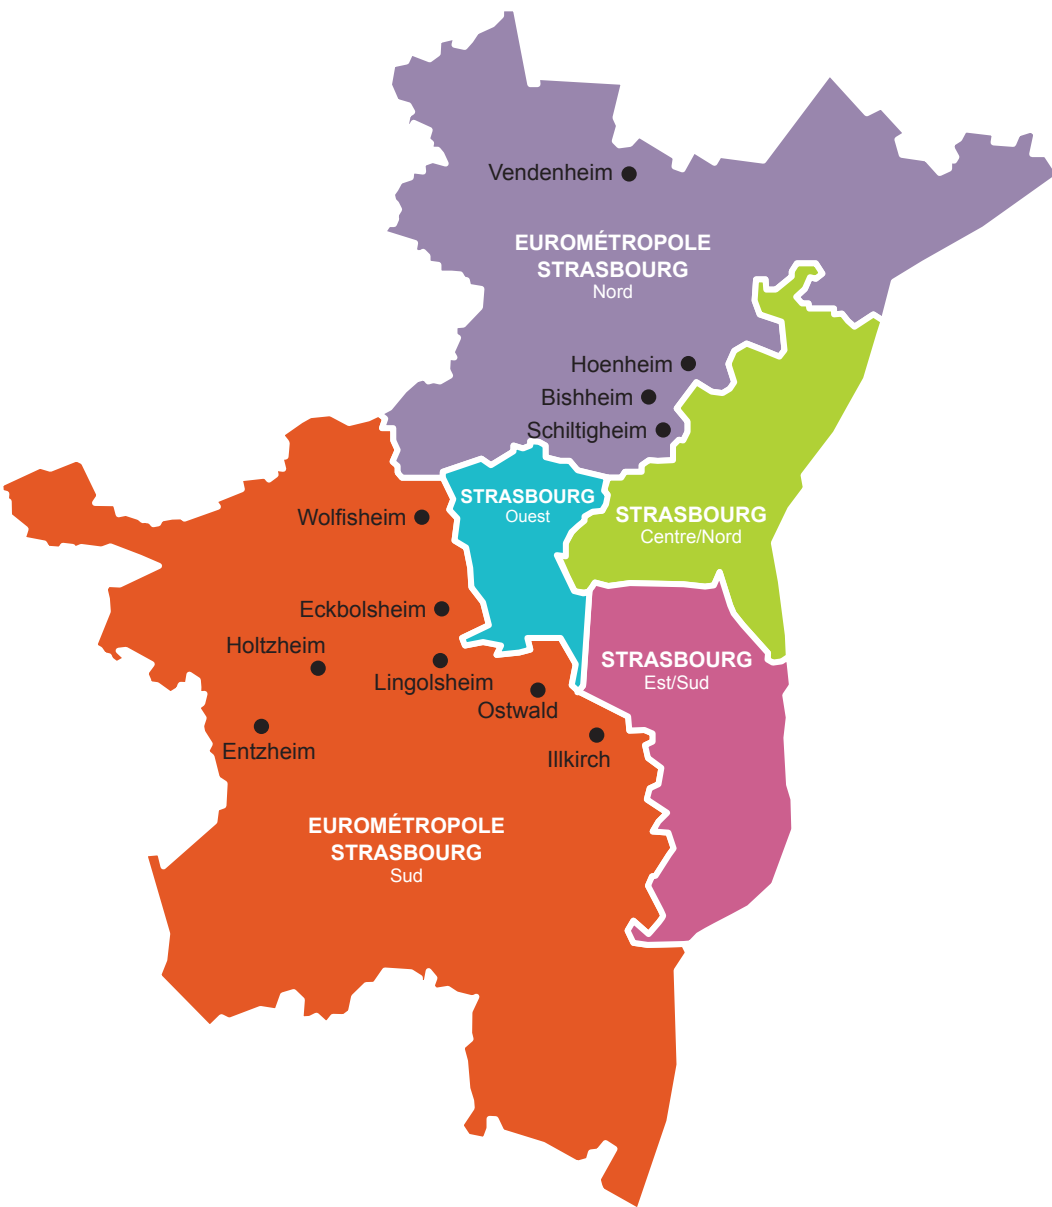 Vendenheim
EUROMÉTROPOLE
STRASBOURG
Nord
Hoenheim
Bishheim
Schiltigheim
STRASBOURG
Ouest
STRASBOURG
Centre/Nord
Wolfisheim
Eckbolsheim
Holtzheim
Lingolsheim
Ostwald
STRASBOURG
Est/Sud
Entzheim
Illkirch
EUROMÉTROPOLE
STRASBOURG
Sud